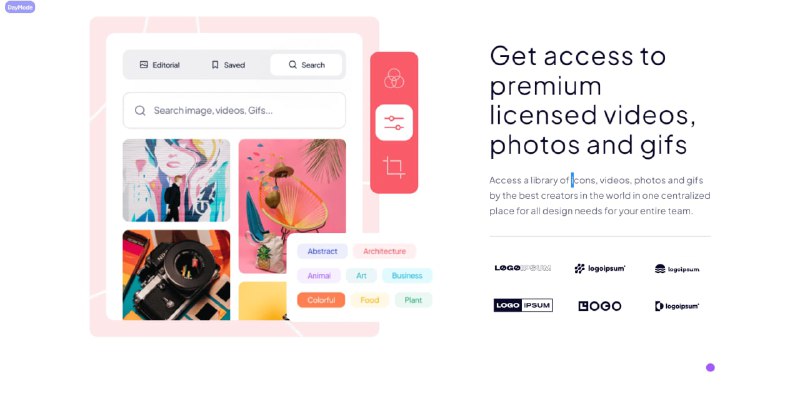 DayMode
Editorial
Saved
Search
Search image, videos, Gifs...
Abstract
Architecture
Animal
Art
Business
Colorful
Food
Plant
Get access to
premium
licensed videos,
photos and gifs
Access a library of icons, videos, photos and gifs
by the best creators in the world in one centralized
place for all design needs for your entire team.
LOGOIPSUM
logoipsum
logoipsum
LOGO IPSUM
LOGO
logoipsum